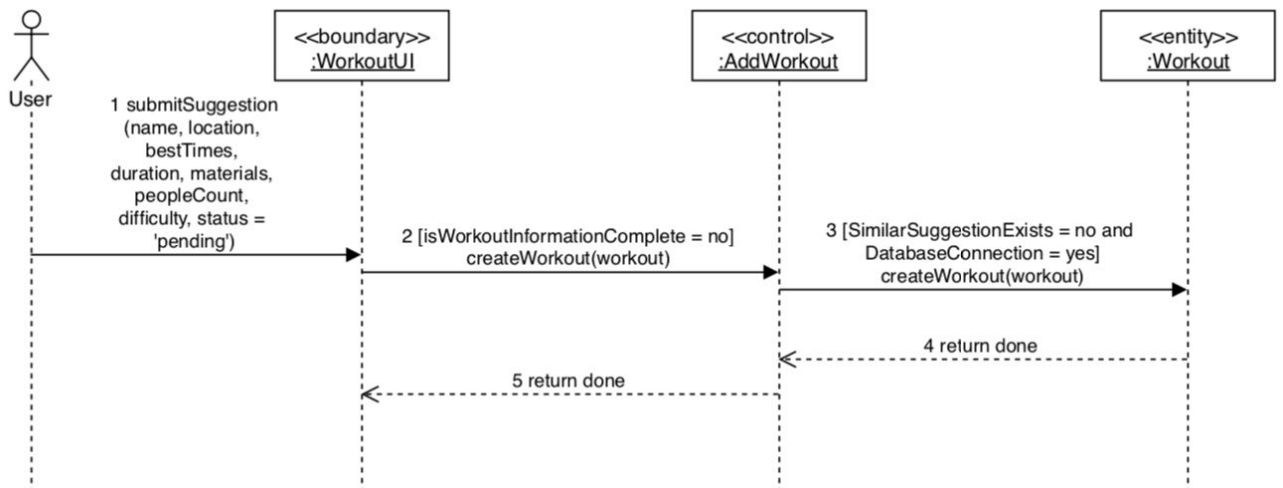 User
<<boundary>>
:WorkoutUI
<<control>>
:AddWorkout
<<entity>>
:Workout
1 submitSuggestion
(name, location,
bestTimes,
duration, materials,
peopleCount,
difficulty, status =
'pending')
2 [isWorkoutInformationComplete = no]
createWorkout(workout)
3 [SimilarSuggestionExists = no and
DatabaseConnection = yes]
createWorkout(workout)
4 return done
5 return done